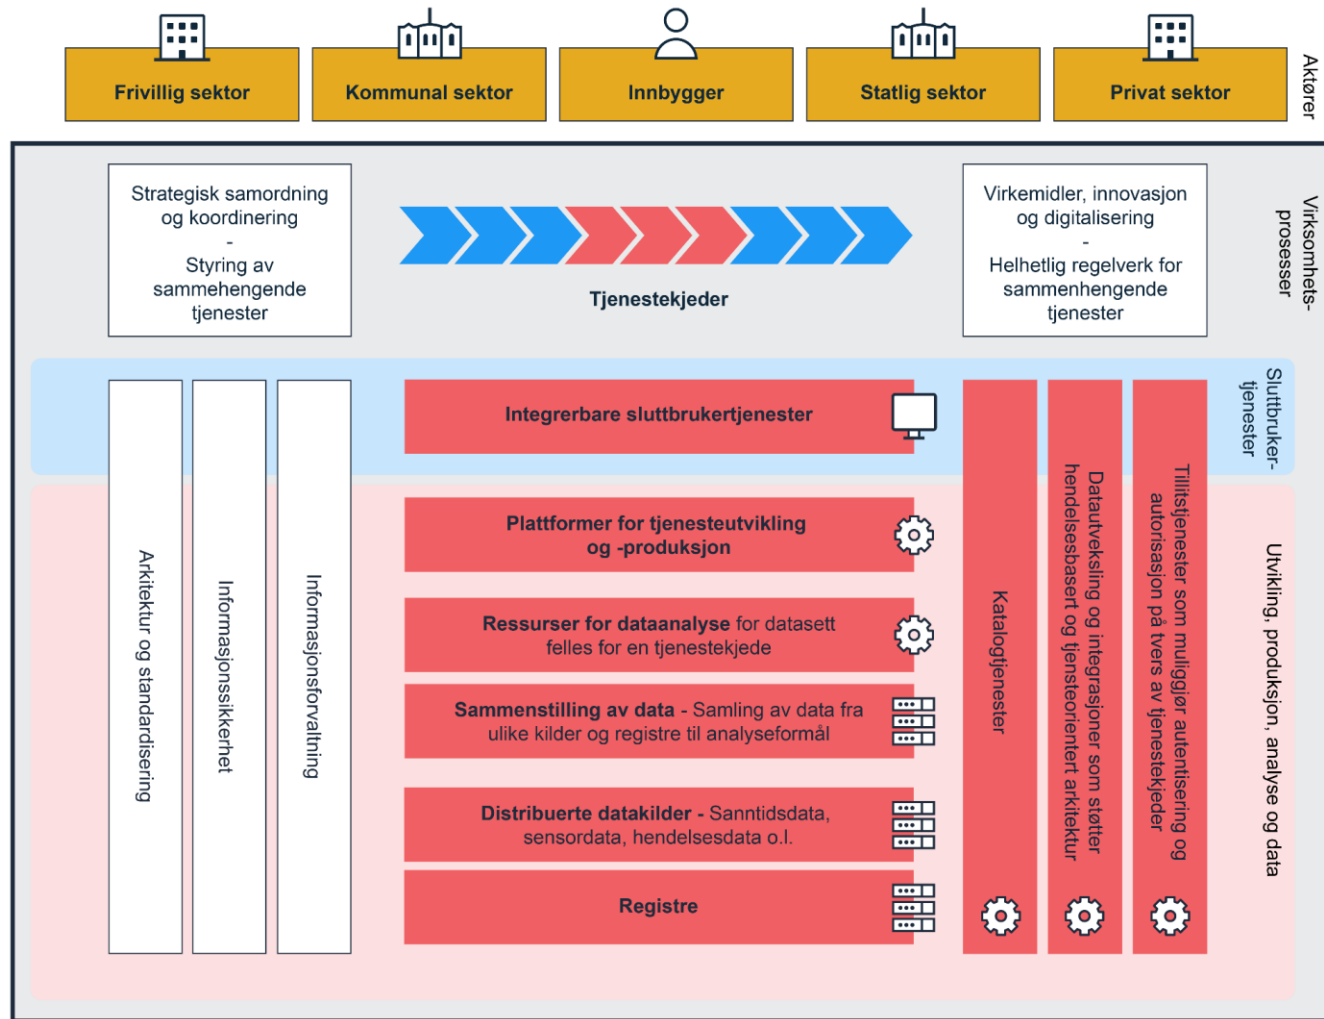 Frivillig sektor
Kommunal sektor
Innbygger
Statlig sektor
Privat sektor
Aktører
Strategisk samordning
og koordinering
-
Styring av
sammehengende
tjenester
Tjenestekjeder
Virkemidler, innovasjon
og digitalisering
-
Helhetlig regelverk for
sammenhengende
tjenester
Virksomhets-
prosesser
Arkitektur og standardisering
Informasjonssikkerhet
Informasjonsforvaltning
Integrerbare sluttbrukertjenester
Plattformer for tjenesteutvikling
og -produksjon
Ressurser for dataanalyse for datasett
felles for en tjenestekjede
Sammenstilling av data - Samling av data fra
ulike kilder og registre til analyseformål
Distribuerte datakilder - Sanntidsdata,
sensordata, hendelsesdata o.l.
Registre
Katalogtjenester
Datautveksling og integrasjoner som støtter
hendelsesbasert og tjensteorientert arkitektur
Tillitstjenester som muliggjør autentisering og
autorisasjon på tvers av tjenestekjeder
Sluttbruker-
tjenester
Utvikling, produksjon, analyse og data